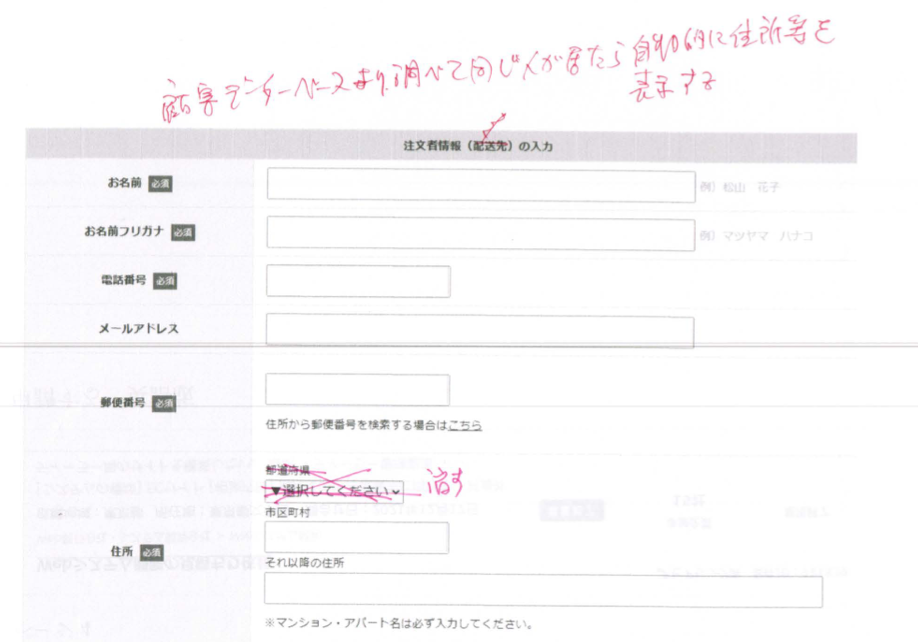 顧客データーベースより調べて同じ人が居たら自動的に住所等を
表示する
注文者情報（配送先）の入力
お名前 必須
例）松山 花子
お名前フリガナ 必須
例）マツヤマ ハナコ
電話番号 必須
メールアドレス
郵便番号 必須
住所から郵便番号を検索する場合はこちら
都道府県
▼選択してください 消す
市区町村
住所 必須
それ以降の住所
※マンション・アパート名は必ず入力してください。